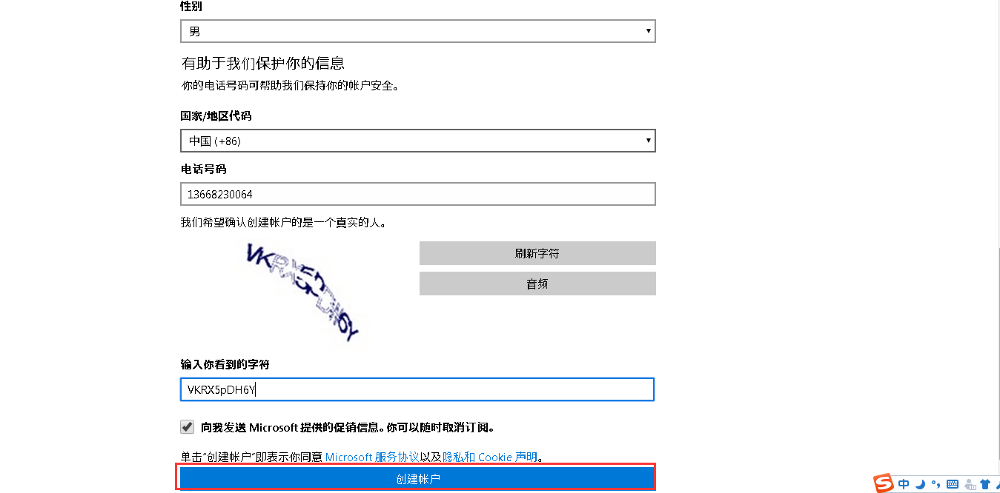 性别
男
有助于我们保护你的信息
你的电话号码可帮助我们保持你的帐户安全。
国家/地区代码
中国 (+86)
电话号码
13668230064
我们希望确认创建帐户的是一个真实的人。
刷新字符
音频
输入你看到的字符
VKRX5pDH6Y
向我发送 Microsoft 提供的促销信息。你可以随时取消订阅。
单击“创建帐户”即表示你同意 Microsoft 服务协议以及隐私和 Cookie 声明。
创建帐户
S 中